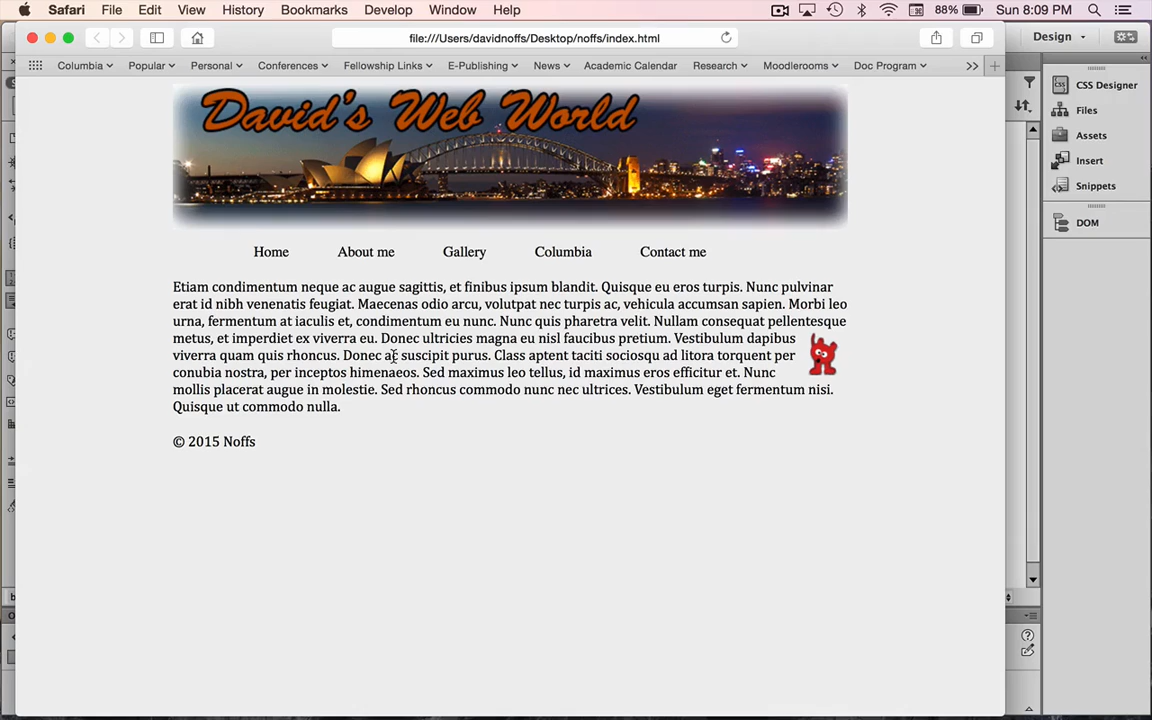 Safari File Edit View History Bookmarks Develop Window Help 88% Sun 8:09 PM
file:///Users/davidnoffs/Desktop/noffs/index.html
Design
Columbia Popular Personal Conferences Fellowship Links E-Publishing News Academic Calendar Research Moodlerooms Doc Program >> +
CSS Designer
Files
Assets
Insert
Snippets
DOM
David's Web World
Home About me Gallery Columbia Contact me
Etiam condimentum neque ac augue sagittis, et finibus ipsum blandit. Quisque eu eros turpis. Nunc pulvinar
erat id nibh venenatis feugiat. Maecenas odio arcu, volutpat nec turpis ac, vehicula accumsan sapien. Morbi leo
urna, fermentum at iaculis et, condimentum eu nunc. Nunc quis pharetra velit. Nullam consequat pellentesque
metus, et imperdiet ex viverra eu. Donec ultricies magna eu nisl faucibus pretium. Vestibulum dapibus
viverra quam quis rhoncus. Donec ac suscipit purus. Class aptent taciti sociosqu ad litora torquent per
conubia nostra, per inceptos himenaeos. Sed maximus leo tellus, id maximus eros efficitur et. Nunc
mollis placerat augue in molestie. Sed rhoncus commodo nunc nec ultrices. Vestibulum eget fermentum nisi.
Quisque ut commodo nulla.
© 2015 Noffs